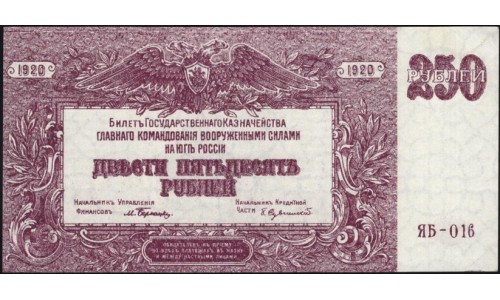 1920
1920
250
РУБЛЕЙ
Билетъ Государственнаго Казначейства
главнаго командованія вооруженными силами
на югѣ россіи
двѣсти пятьдесятъ
рублей
Начальникъ Управленія
Финансовъ
Начальникъ Кредитной
Части
ЯБ-016